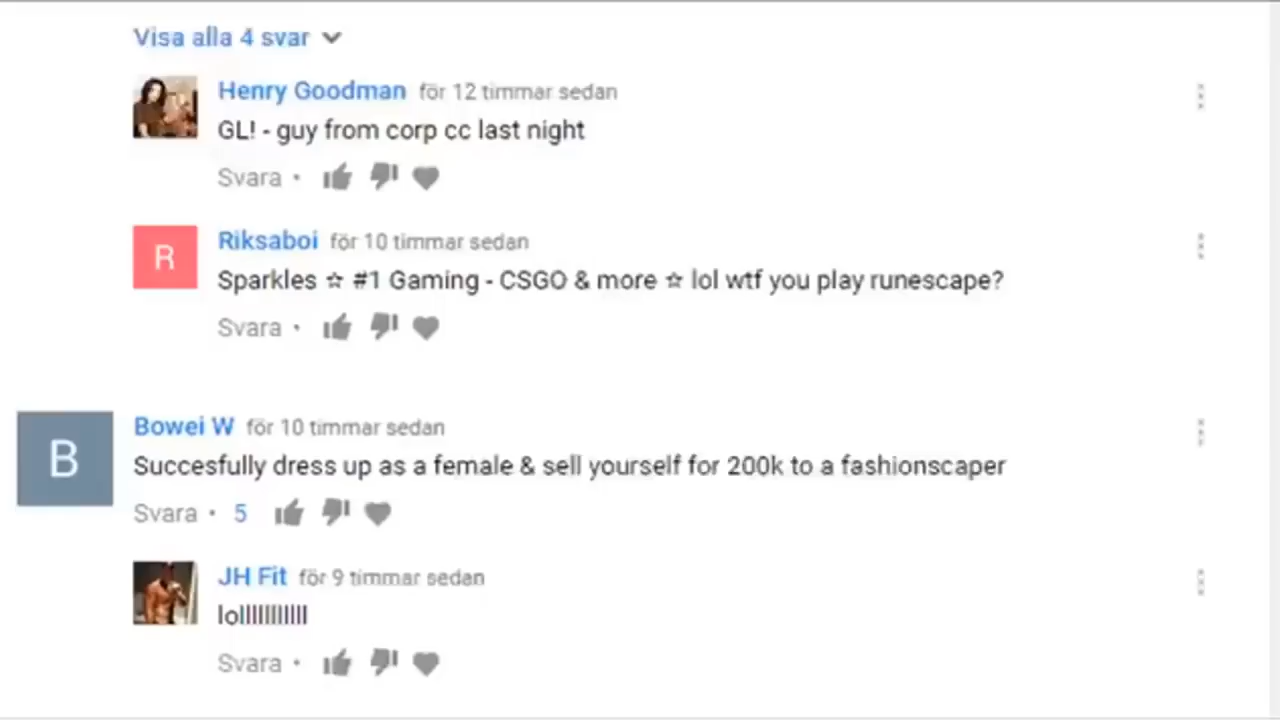 Visa alla 4 svar
Henry Goodman för 12 timmar sedan
GL! - guy from corp cc last night
Svara •
R
Riksaboi för 10 timmar sedan
Sparkles ☆ #1 Gaming - CSGO & more ☆ lol wtf you play runescape?
Svara •
B
Bowei W för 10 timmar sedan
Succesfully dress up as a female & sell yourself for 200k to a fashionscaper
Svara • 5
JH Fit för 9 timmar sedan
lolllllllllll
Svara •